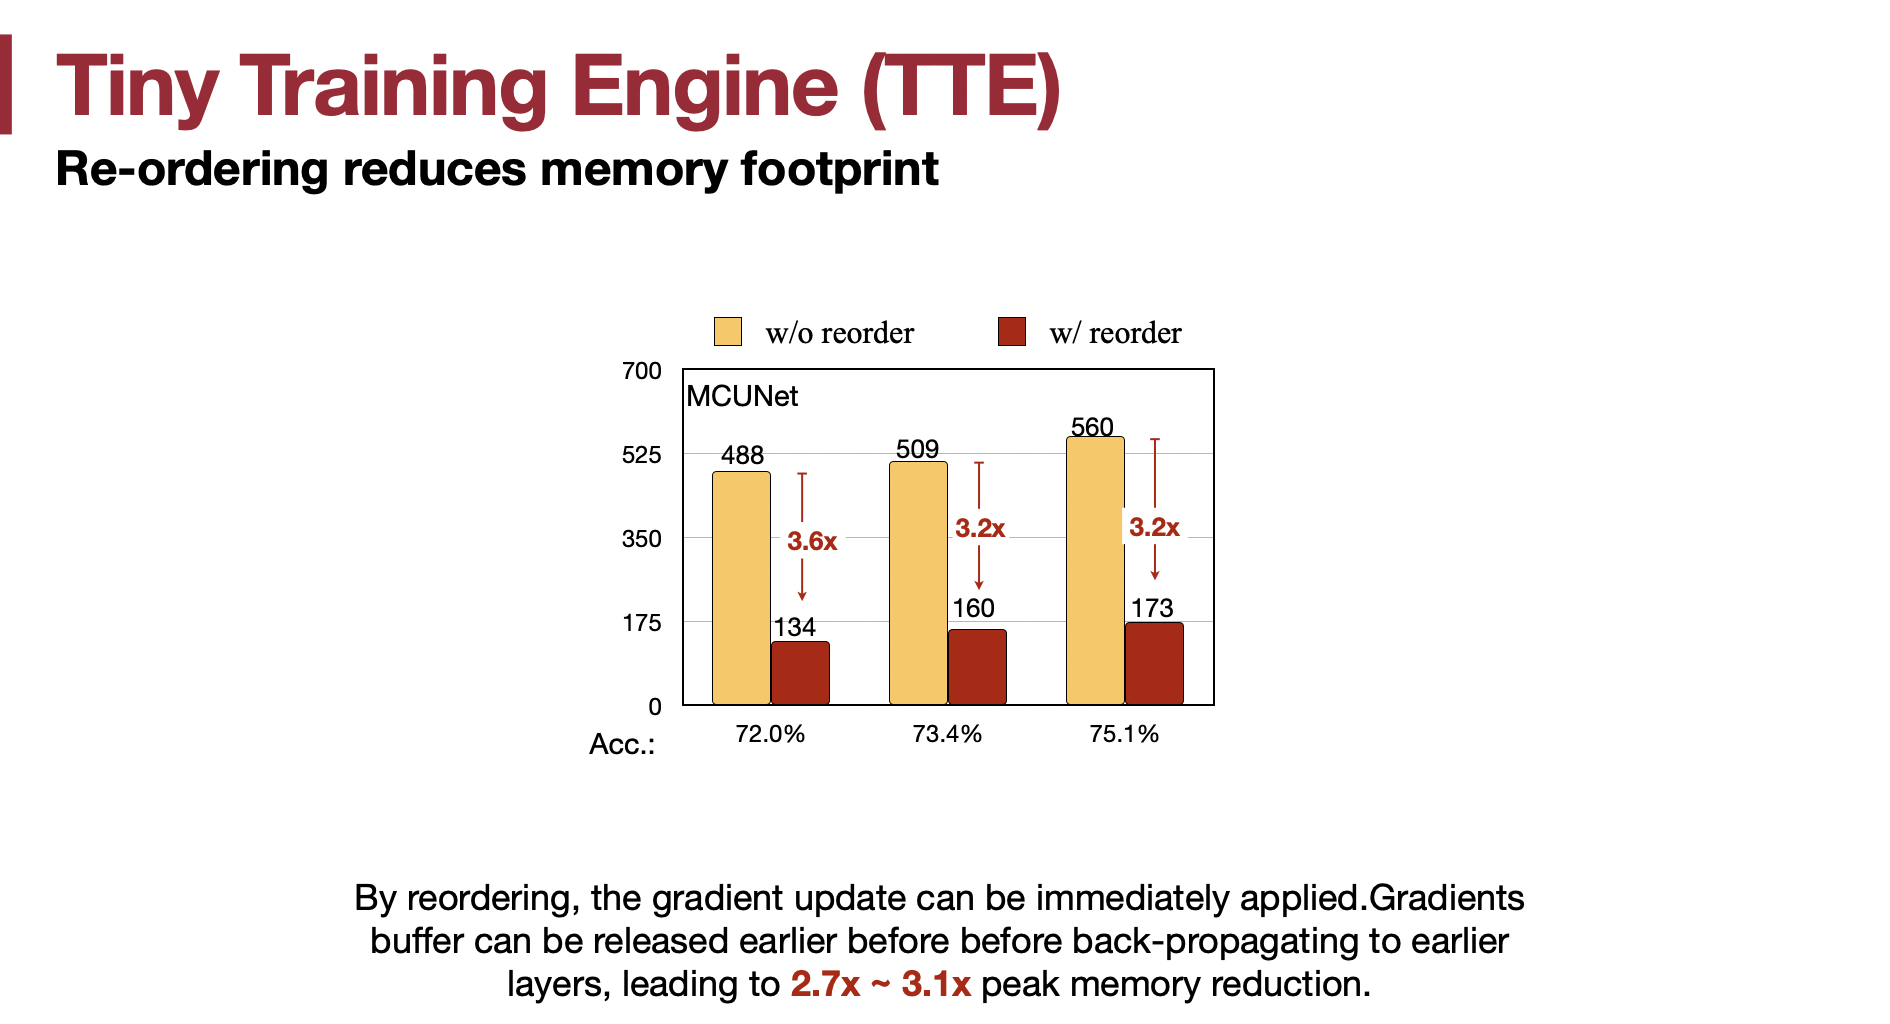 Tiny Training Engine (TTE)
Re-ordering reduces memory footprint
w/o reorder w/ reorder
700
MCUNet
560
525
488
509
350
3.6x
3.2x
3.2x
175
134
160
173
0
Acc.:
72.0% 73.4% 75.1%
By reordering, the gradient update can be immediately applied.Gradients
buffer can be released earlier before before back-propagating to earlier
layers, leading to 2.7x ~ 3.1x peak memory reduction.